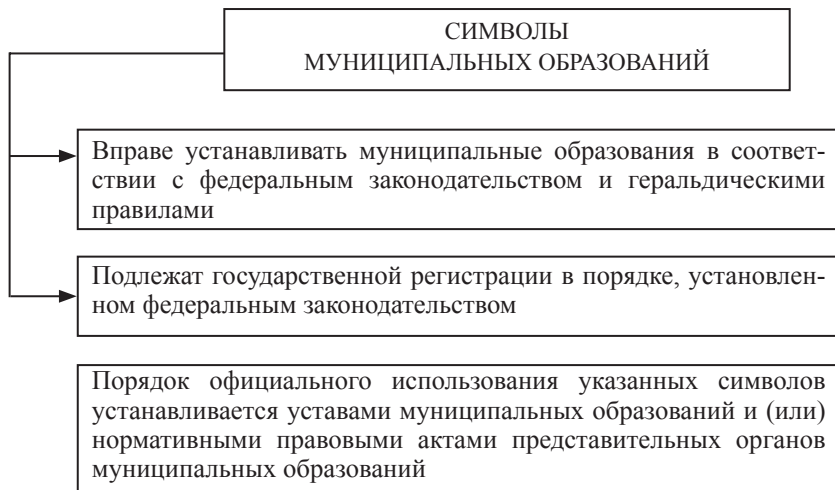 СИМВОЛЫ
МУНИЦИПАЛЬНЫХ ОБРАЗОВАНИЙ
Вправе устанавливать муниципальные образования в соответ-
ствии с федеральным законодательством и геральдическими
правилами
Подлежат государственной регистрации в порядке, установлен-
ном федеральным законодательством
Порядок официального использования указанных символов
устанавливается уставами муниципальных образований и (или)
нормативными правовыми актами представительных органов
муниципальных образований